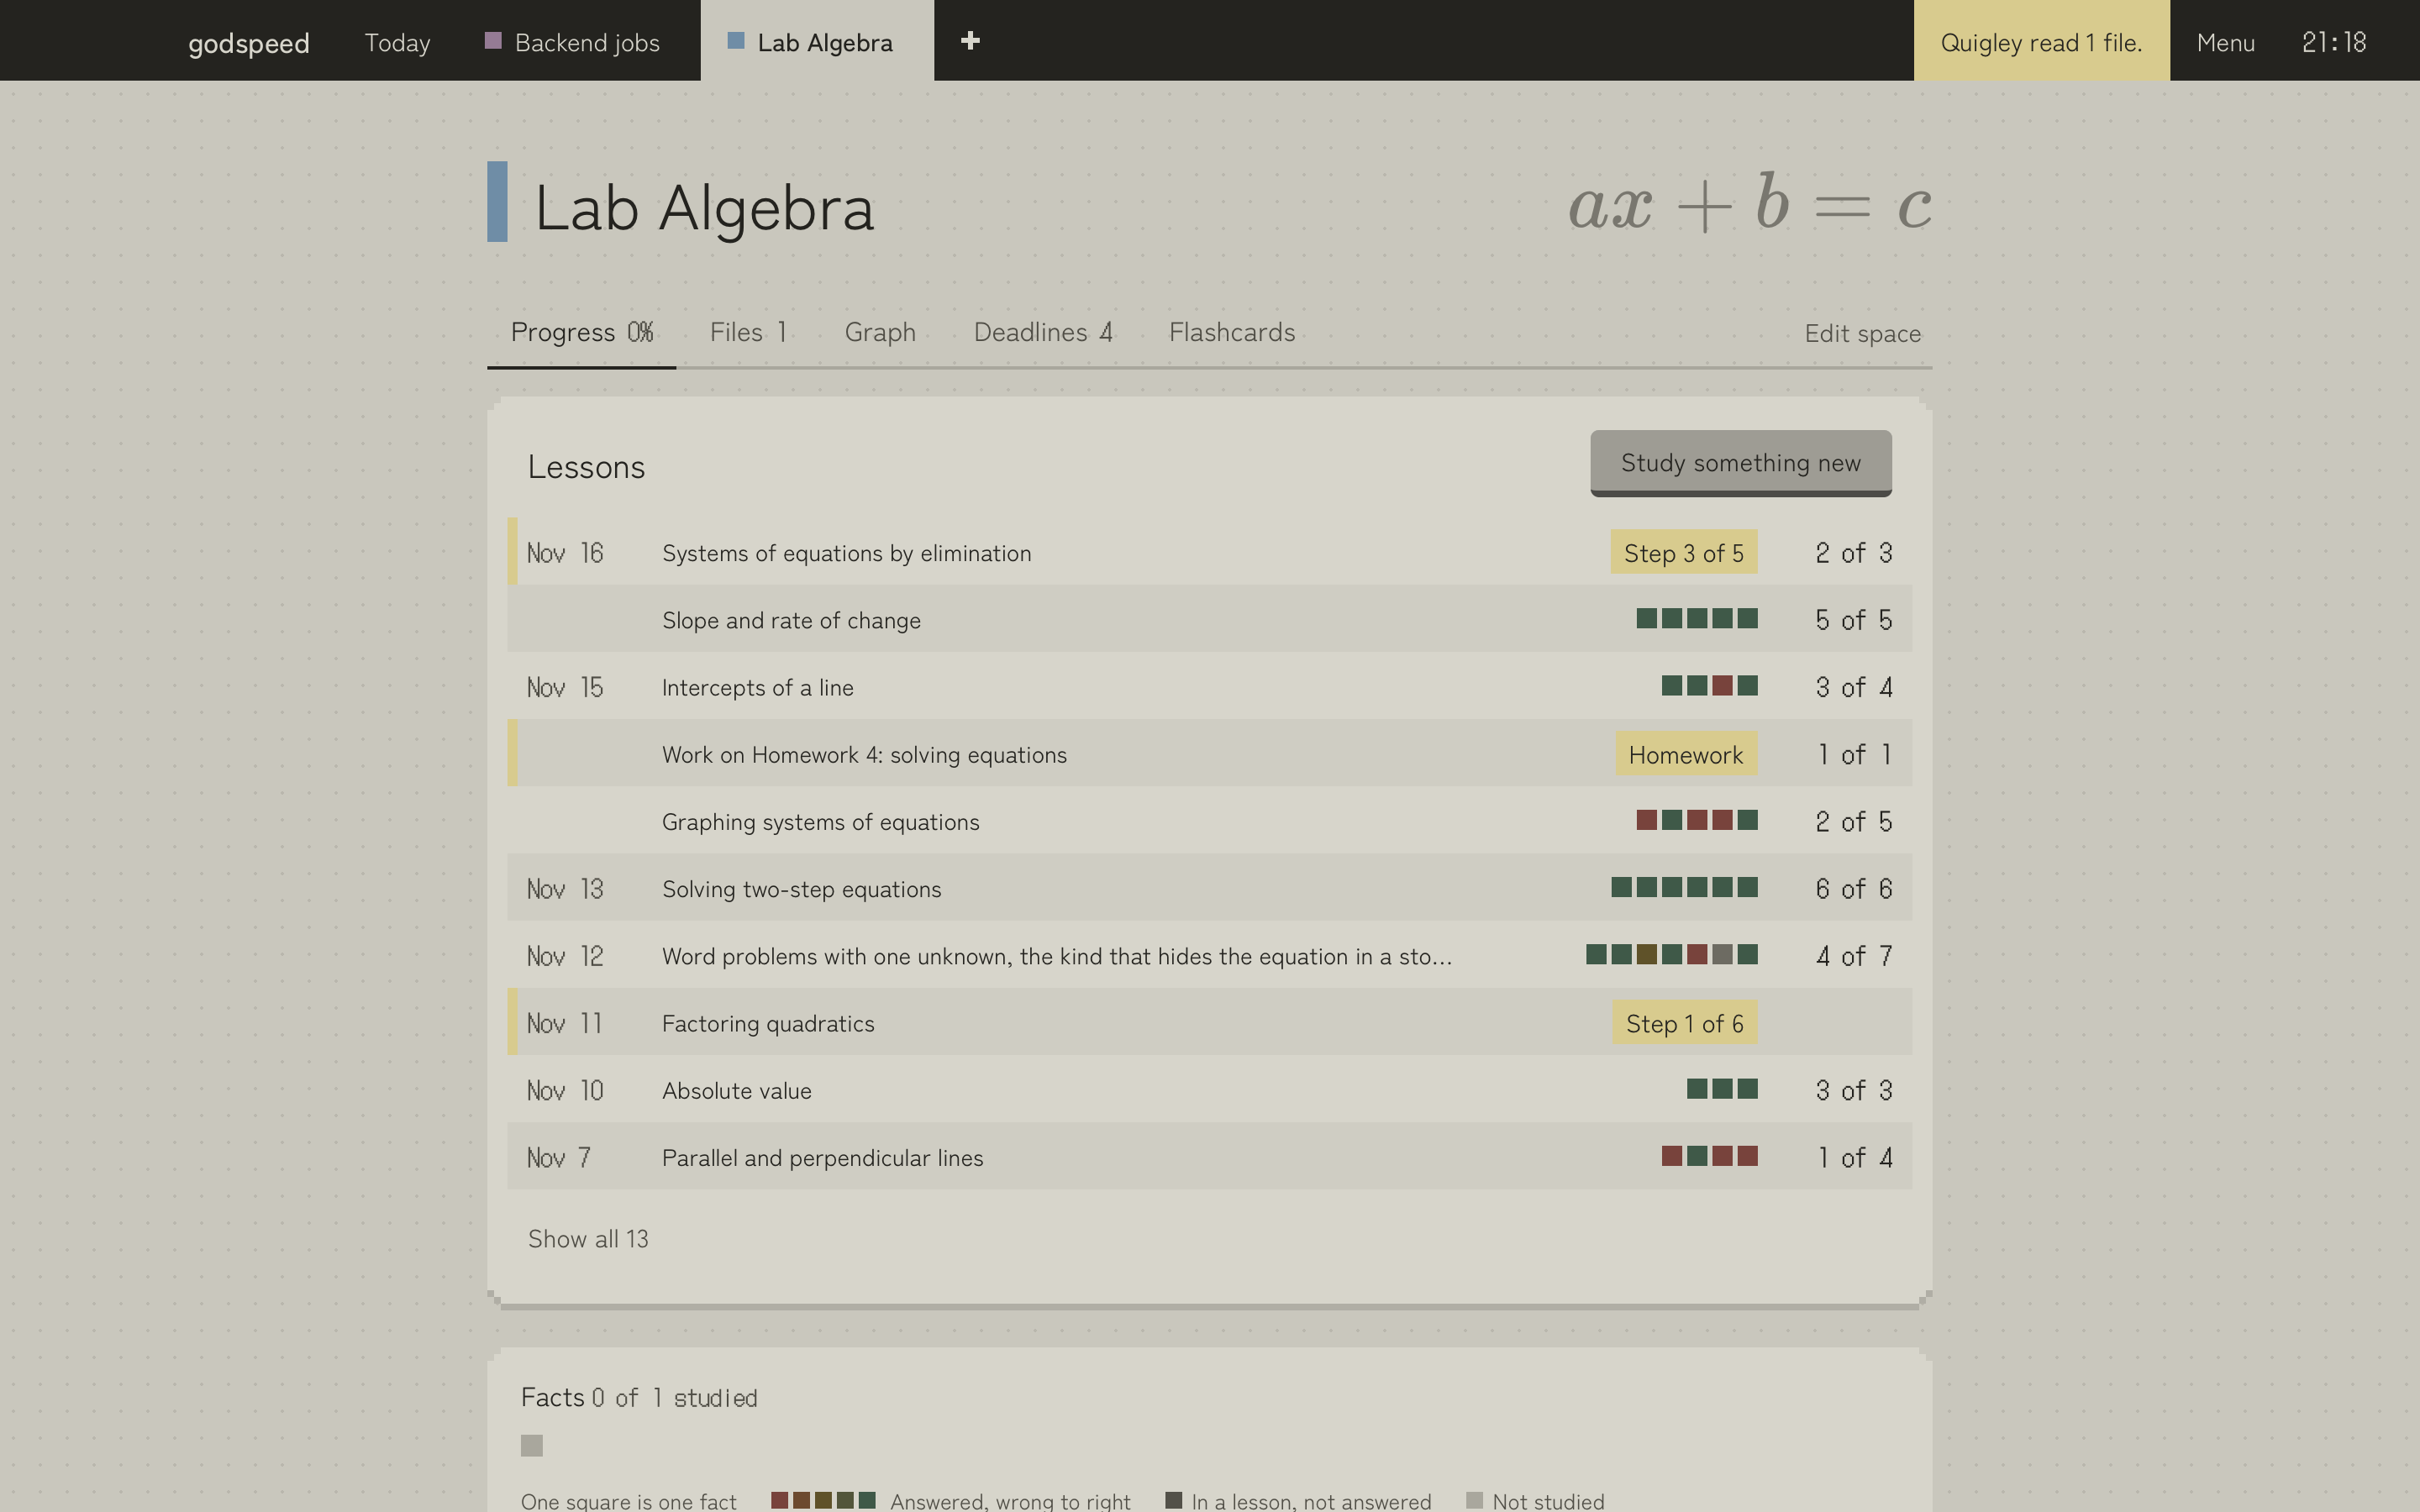 godspeed Today Backend jobs Lab Algebra + Quigley read 1 file. Menu 21:18
Lab Algebra ax + b = c
Progress 0% Files 1 Graph Deadlines 4 Flashcards Edit space
Lessons Study something new
Nov 16 Systems of equations by elimination Step 3 of 5 2 of 3
Slope and rate of change 5 of 5
Nov 15 Intercepts of a line 3 of 4
Work on Homework 4: solving equations Homework 1 of 1
Graphing systems of equations 2 of 5
Nov 13 Solving two-step equations 6 of 6
Nov 12 Word problems with one unknown, the kind that hides the equation in a sto... 4 of 7
Nov 11 Factoring quadratics Step 1 of 6
Nov 10 Absolute value 3 of 3
Nov 7 Parallel and perpendicular lines 1 of 4
Show all 13
Facts 0 of 1 studied
One square is one fact Answered, wrong to right In a lesson, not answered Not studied